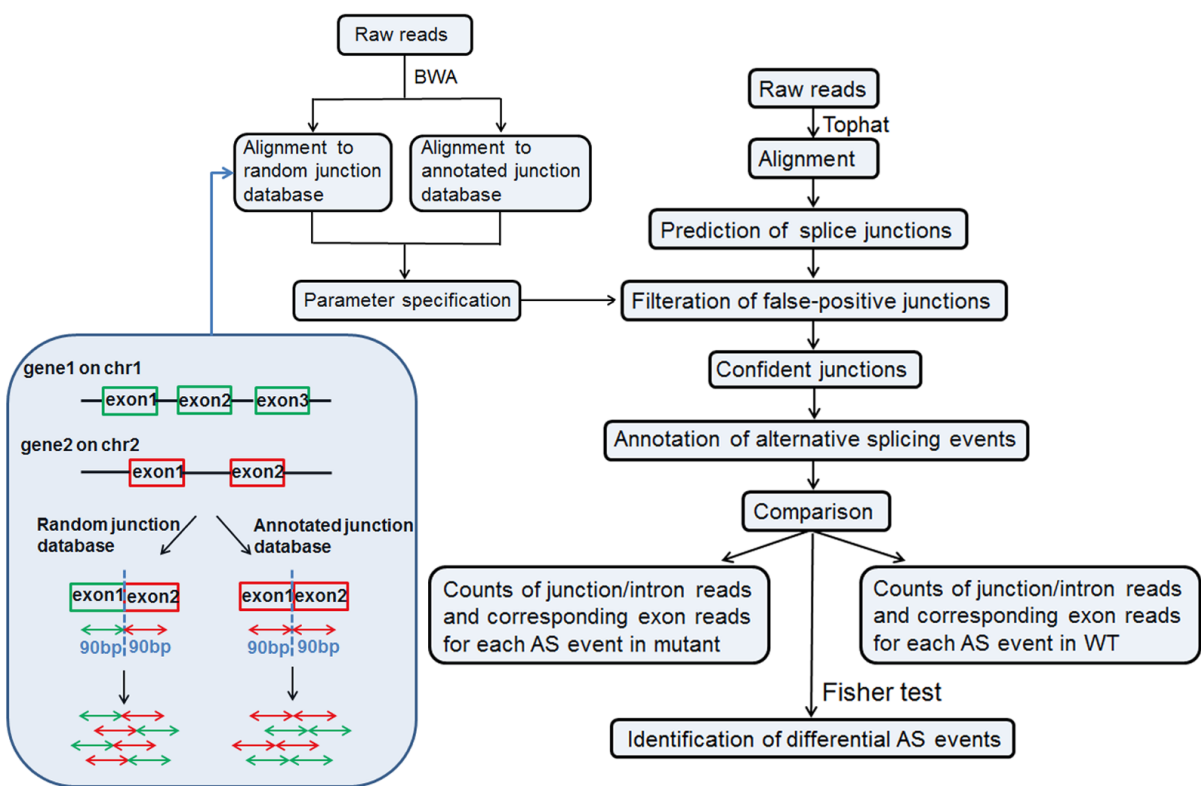 Raw reads
BWA
Alignment to
random junction
database
Alignment to
annotated junction
database
Parameter specification
Raw reads
Tophat
Alignment
Prediction of splice junctions
Filteration of false-positive junctions
Confident junctions
Annotation of alternative splicing events
Comparison
Counts of junction/intron reads
and corresponding exon reads
for each AS event in mutant
Counts of junction/intron reads
and corresponding exon reads
for each AS event in WT
Fisher test
Identification of differential AS events
gene1 on chr1
exon1 exon2 exon3
gene2 on chr2
exon1 exon2
Random junction
database
Annotated junction
database
exon1 exon2
exon1 exon2
90bp 90bp
90bp 90bp